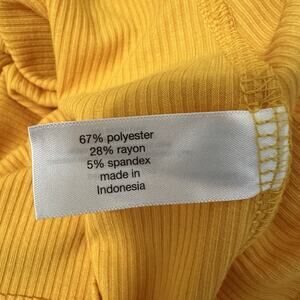 67% polyester
28% rayon
5% spandex
made in
Indonesia